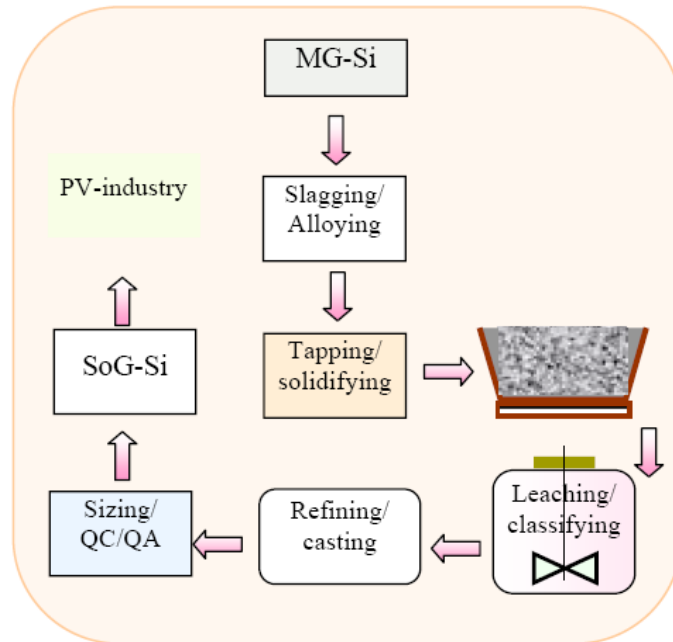 MG-Si
Slagging/
Alloying
Tapping/
solidifying
Leaching/
classifying
Refining/
casting
Sizing/
QC/QA
SoG-Si
PV-industry